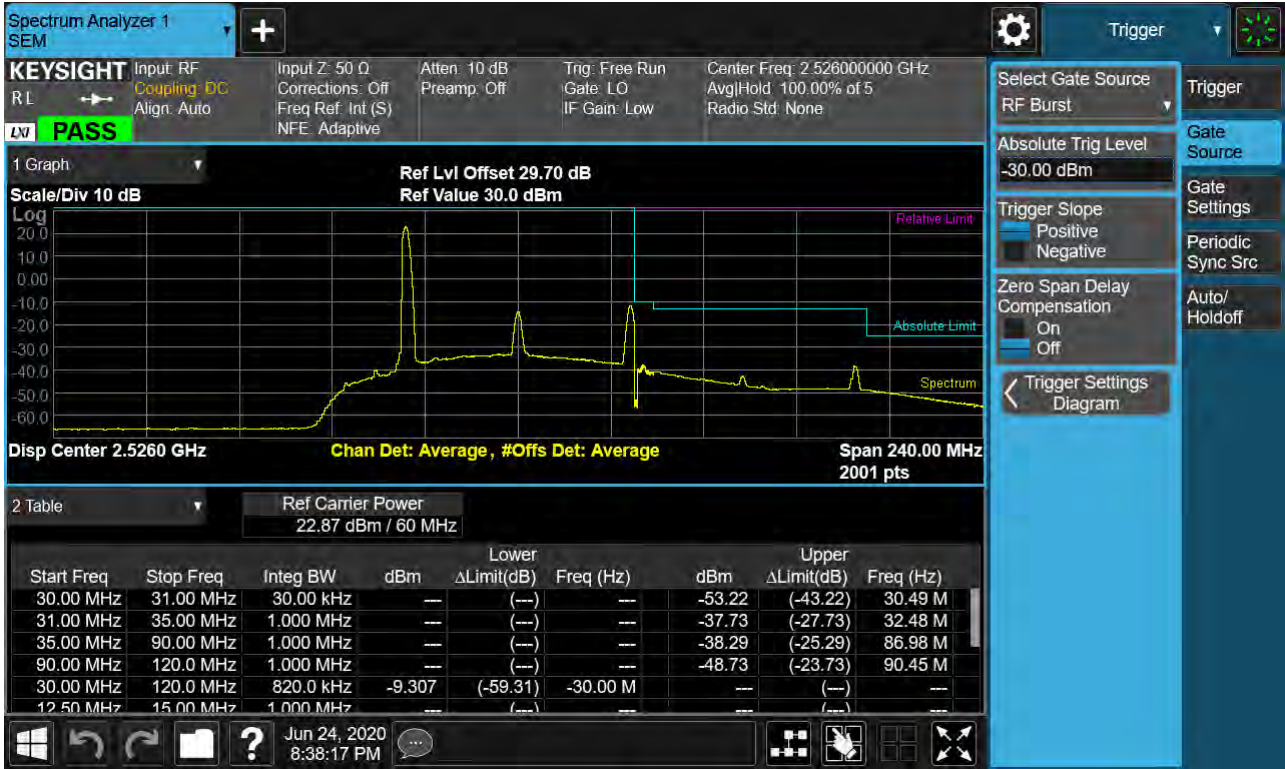 Spectrum Analyzer 1
SEM
Trigger
KEYSIGHT
R L
LXI
PASS
Input: RF
Coupling: DC
Align: Auto
Input Z: 50 Ω
Corrections: Off
Freq Ref: Int (S)
NFE: Adaptive
Atten: 10 dB
Preamp: Off
Trig: Free Run
Gate: LO
IF Gain: Low
Center Freq: 2.526000000 GHz
Avg|Hold: 100.00% of 5
Radio Std: None
1 Graph
Scale/Div 10 dB
Ref Lvl Offset 29.70 dB
Ref Value 30.0 dBm
Log
20.0
10.0
0.00
-10.0
-20.0
-30.0
-40.0
-50.0
-60.0
Relative Limit
Absolute Limit
Spectrum
Disp Center 2.5260 GHz
Chan Det: Average, #Offs Det: Average
Span 240.00 MHz
2001 pts
2 Table
Ref Carrier Power
22.87 dBm / 60 MHz
Lower Upper
Start Freq Stop Freq Integ BW dBm ΔLimit(dB) Freq (Hz) dBm ΔLimit(dB) Freq (Hz)
30.00 MHz 31.00 MHz 30.00 kHz --- (---) --- -53.22 (-43.22) 30.49 M
31.00 MHz 35.00 MHz 1.000 MHz --- (---) --- -37.73 (-27.73) 32.48 M
35.00 MHz 90.00 MHz 1.000 MHz --- (---) --- -38.29 (-25.29) 86.98 M
90.00 MHz 120.0 MHz 1.000 MHz --- (---) --- -48.73 (-23.73) 90.45 M
30.00 MHz 120.0 MHz 820.0 kHz -9.307 (-59.31) -30.00 M --- (---) ---
12.50 MHz 15.00 MHz 1.000 MHz --- (---) --- --- (---) ---
Jun 24, 2020
8:38:17 PM
Select Gate Source
RF Burst
Absolute Trig Level
-30.00 dBm
Trigger Slope
Positive
Negative
Zero Span Delay
Compensation
On
Off
Trigger Settings
Diagram
Trigger
Gate
Source
Gate
Settings
Periodic
Sync Src
Auto/
Holdoff